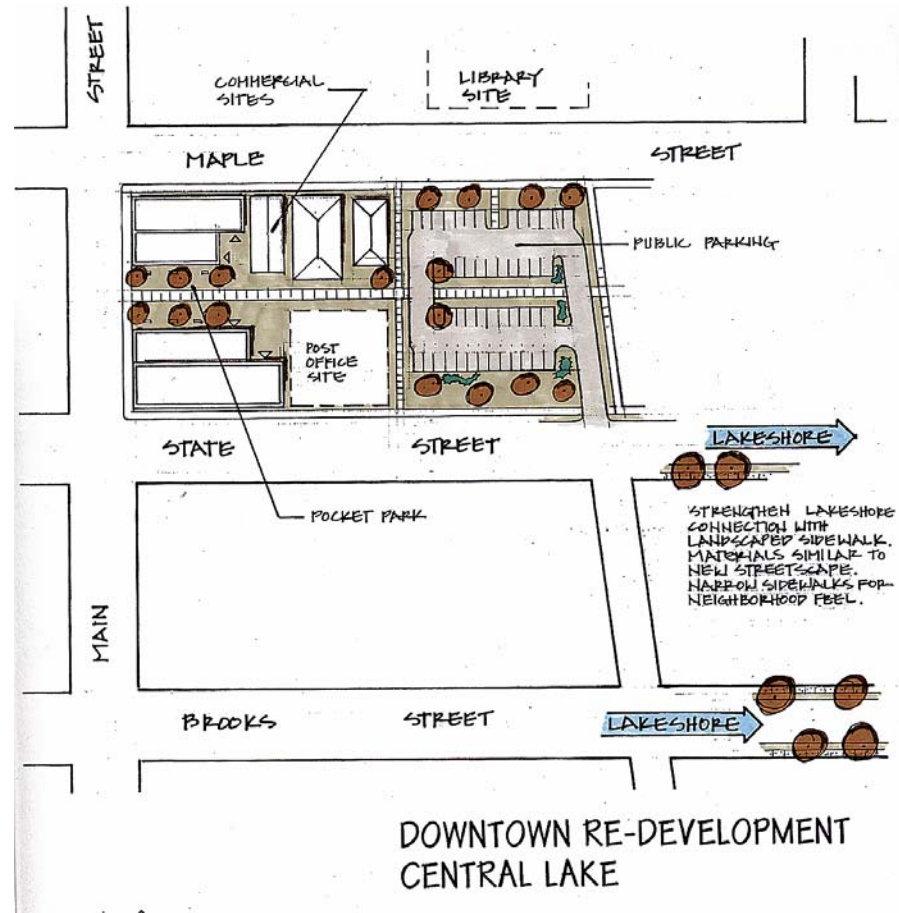 STREET
COMMERCIAL
SITES
LIBRARY
SITE
MAPLE
STREET
PUBLIC PARKING
POST
OFFICE
SITE
STATE
STREET
LAKESHORE
POCKET PARK
STRENGTHEN LAKESHORE
CONNECTION WITH
LANDSCAPED SIDEWALK.
MATERIALS SIMILAR TO
NEW STREETSCAPE.
NARROW SIDEWALKS FOR
NEIGHBORHOOD FEEL.
MAIN
BROOKS
STREET
LAKESHORE
DOWNTOWN RE-DEVELOPMENT
CENTRAL LAKE